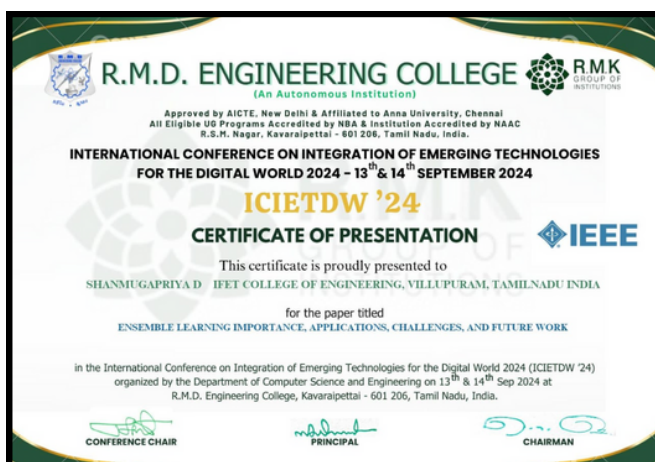 R.M.D. ENGINEERING COLLEGE
(An Autonomous Institution)
R.M.K
GROUP OF
INSTITUTIONS
Approved by AICTE, New Delhi & Affiliated to Anna University, Chennai
All Eligible UG Programs Accredited by NBA & Institution Accredited by NAAC
R.S.M. Nagar, Kavaraipettai - 601 206, Tamil Nadu, India.
INTERNATIONAL CONFERENCE ON INTEGRATION OF EMERGING TECHNOLOGIES
FOR THE DIGITAL WORLD 2024 - 13th & 14th SEPTEMBER 2024
ICIETDW '24
CERTIFICATE OF PRESENTATION
IEEE
This certificate is proudly presented to
SHANMUGAPRIYA D IFET COLLEGE OF ENGINEERING, VILLUPURAM, TAMILNADU INDIA
for the paper titled
ENSEMBLE LEARNING IMPORTANCE, APPLICATIONS, CHALLENGES, AND FUTURE WORK
in the International Conference on Integration of Emerging Technologies for the Digital World 2024 (ICIETDW '24)
organized by the Department of Computer Science and Engineering on 13th & 14th Sep 2024 at
R.M.D. Engineering College, Kavaraipettai - 601 206, Tamil Nadu, India.
CONFERENCE CHAIR
PRINCIPAL
CHAIRMAN